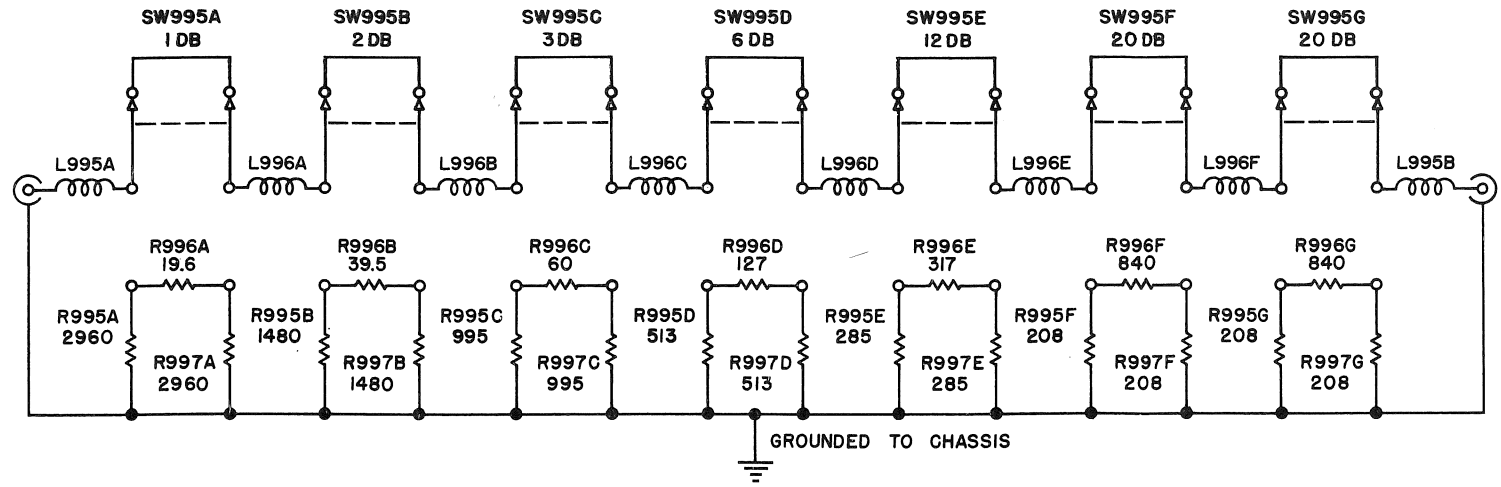 SW995A
1 DB
SW995B
2 DB
SW995C
3 DB
SW995D
6 DB
SW995E
12 DB
SW995F
20 DB
SW995G
20 DB
L995A
L996A
L996B
L996C
L996D
L996E
L996F
L995B
R996A
19.6
R996B
39.5
R996C
60
R996D
127
R996E
317
R996F
840
R996G
840
R995A
2960
R995B
1480
R995C
995
R995D
513
R995E
285
R995F
208
R995G
208
R997A
2960
R997B
1480
R997C
995
R997D
513
R997E
285
R997F
208
R997G
208
GROUNDED TO CHASSIS